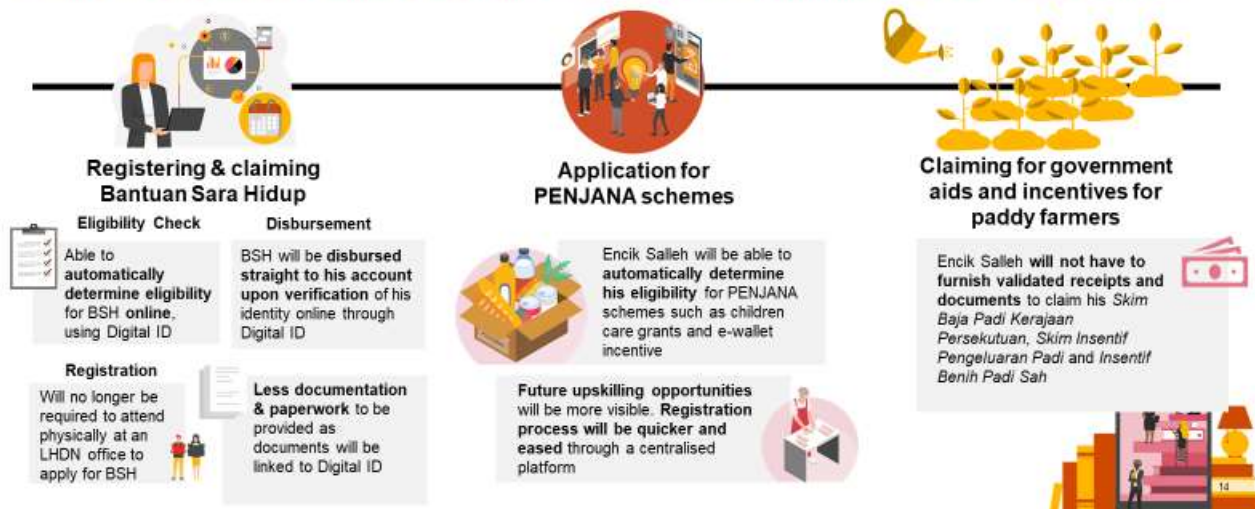 Registering & claiming
Bantuan Sara Hidup
Eligibility Check
Able to
automatically
determine eligibility
for BSH online,
using Digital ID
Disbursement
BSH will be disbursed
straight to his account
upon verification of his
identity online through
Digital ID
Registration
Will no longer be
required to attend
physically at an
LHDN office to
apply for BSH
Less documentation
& paperwork to be
provided as
documents will be
linked to Digital ID
Application for
PENJANA schemes
Encik Salleh will be able to
automatically determine
his eligibility for PENJANA
schemes such as children
care grants and e-wallet
incentive
Future upskilling opportunities
will be more visible. Registration
process will be quicker and
eased through a centralised
platform
Claiming for government
aids and incentives for
paddy farmers
Encik Salleh will not have to
furnish validated receipts and
documents to claim his Skim
Baja Padi Kerajaan
Persekutuan, Skim Insentif
Pengeluaran Padi and Insentif
Benih Padi Sah
14